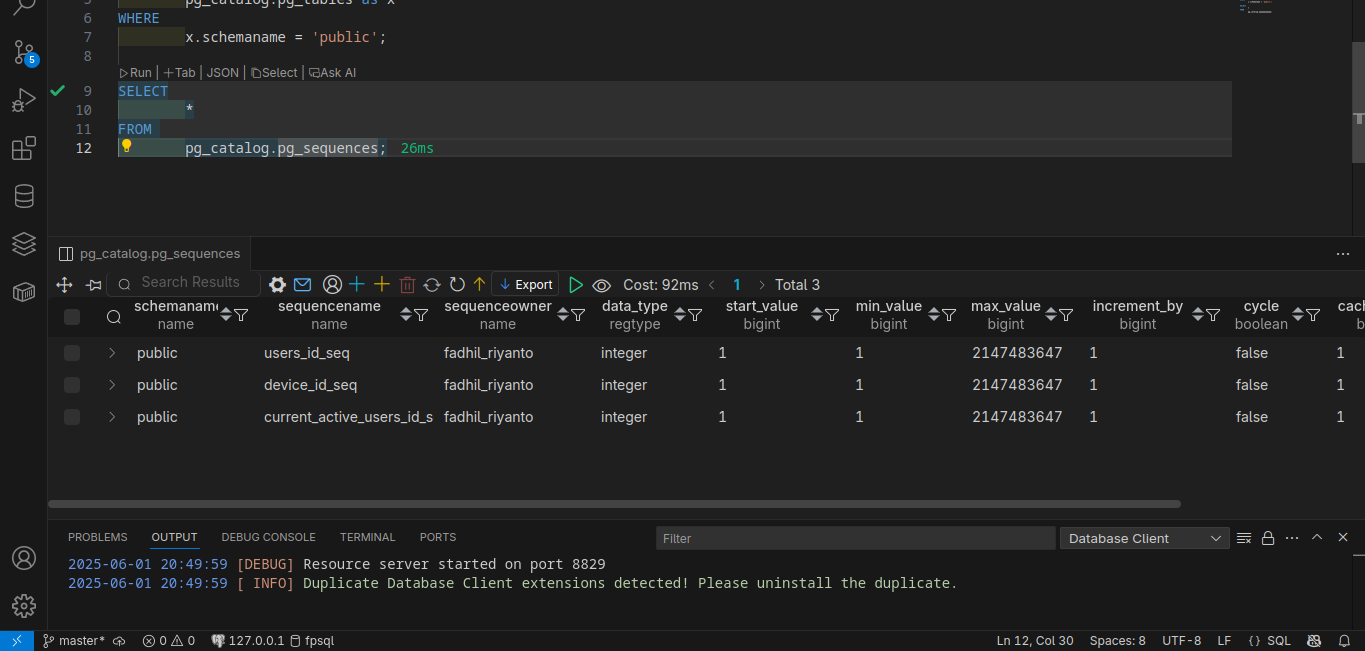 5 pg_catalog.pg_tables as x
6 WHERE
7 x.schemaname = 'public';
8
Run | Tab | JSON | Select | Ask AI
9 SELECT
10 *
11 FROM
12 pg_catalog.pg_sequences; 26ms
5
pg_catalog.pg_sequences
Search Results Export Cost: 92ms 1 Total 3
schemaname sequencename sequenceowner data_type start_value min_value max_value increment_by cycle cach
name name name regtype bigint bigint bigint bigint boolean b
public users_id_seq fadhil_riyanto integer 1 1 2147483647 1 false 1
public device_id_seq fadhil_riyanto integer 1 1 2147483647 1 false 1
public current_active_users_id_s fadhil_riyanto integer 1 1 2147483647 1 false 1
PROBLEMS OUTPUT DEBUG CONSOLE TERMINAL PORTS Filter Database Client
2025-06-01 20:49:59 [DEBUG] Resource server started on port 8829
2025-06-01 20:49:59 [ INFO] Duplicate Database Client extensions detected! Please uninstall the duplicate.
master* 0 0 127.0.0.1 fpsql Ln 12, Col 30 Spaces: 8 UTF-8 LF {} SQL